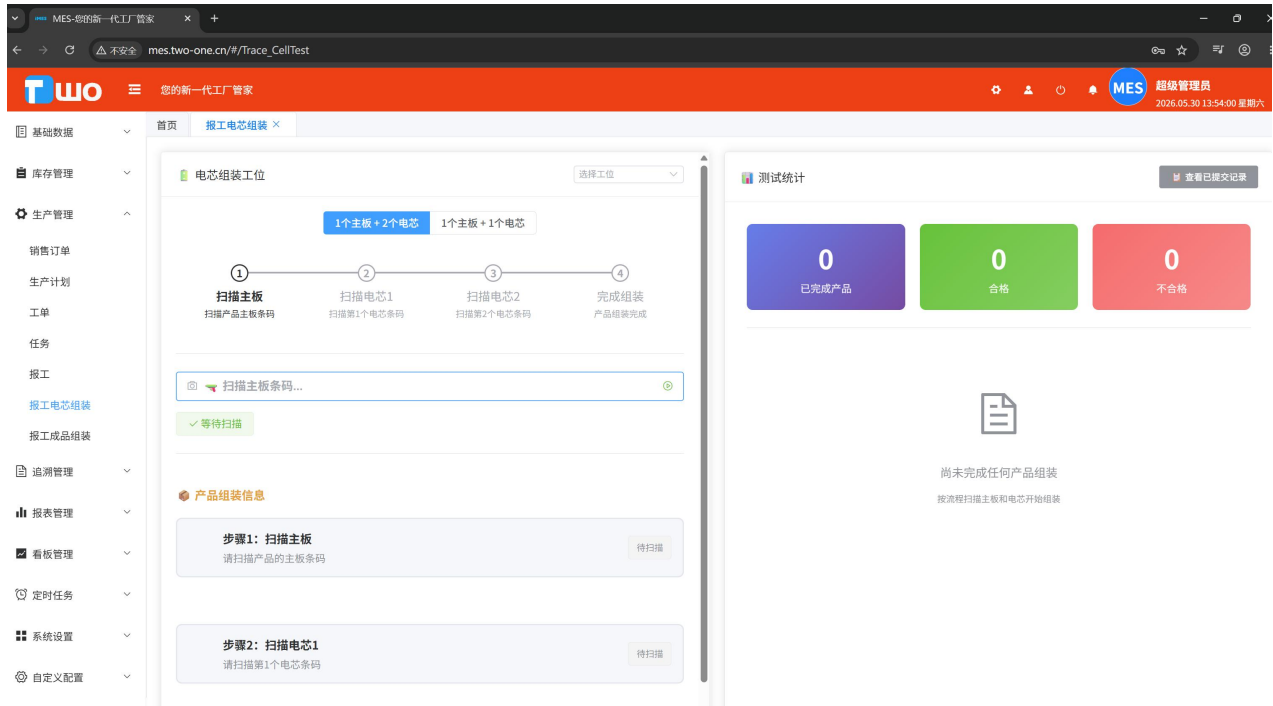 MES-您的新一代工厂管家
不安全 mes.two-one.cn/#/Trace_CellTest
TWO
您的新一代工厂管家
MES
超级管理员
2026.05.30 13:54:00 星期六
基础数据
库存管理
生产管理
销售订单
生产计划
工单
任务
报工
报工电芯组装
报工成品组装
追溯管理
报表管理
看板管理
定时任务
系统设置
自定义配置
首页 报工电芯组装
电芯组装工位
选择工位
1个主板 + 2个电芯 1个主板 + 1个电芯
1 2 3 4
扫描主板 扫描电芯1 扫描电芯2 完成组装
扫描产品主板条码 扫描第1个电芯条码 扫描第2个电芯条码 产品组装完成
扫描主板条码...
等待扫描
产品组装信息
步骤1：扫描主板
请扫描产品的主板条码
待扫描
步骤2：扫描电芯1
请扫描第1个电芯条码
待扫描
测试统计
查看已提交记录
0 0 0
已完成产品 合格 不合格
尚未完成任何产品组装
按流程扫描主板和电芯开始组装